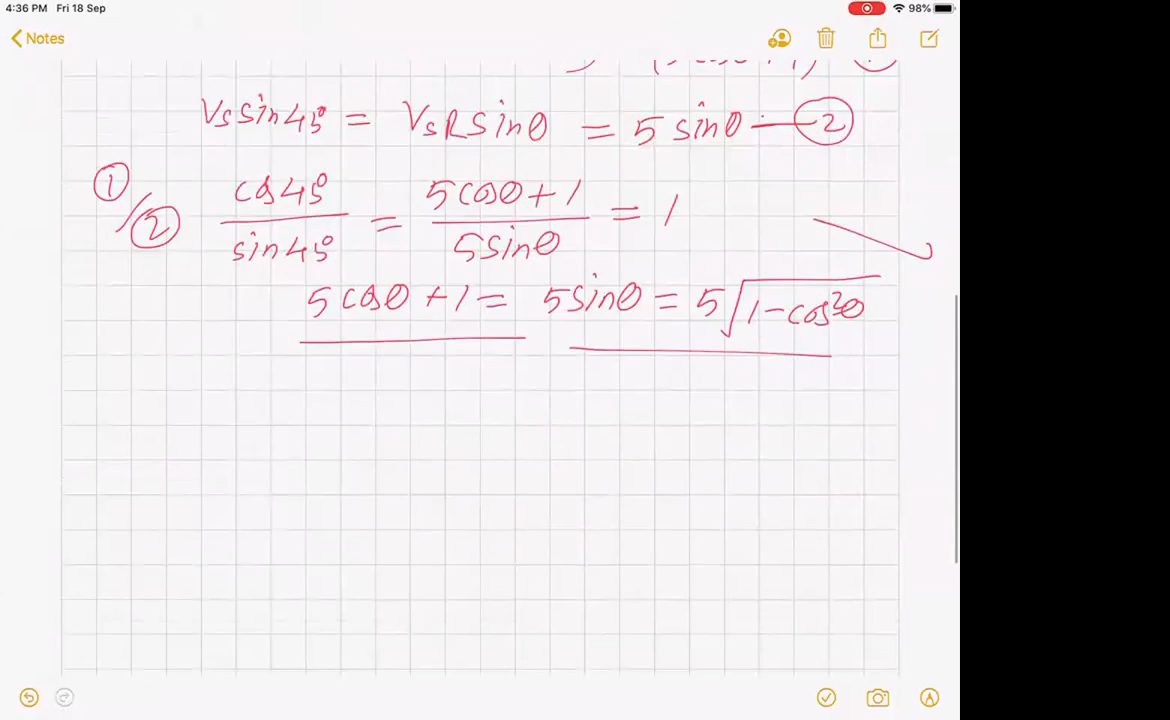 4:36 PM Fri 18 Sep 98%
Notes
Vs sin 45° = VsR sin θ = 5 sin θ — 2
1/2 cos 45°/sin 45° = 5 cos θ + 1/5 sin θ = 1
5 cos θ + 1 = 5 sin θ = 5√1 - cos²θ